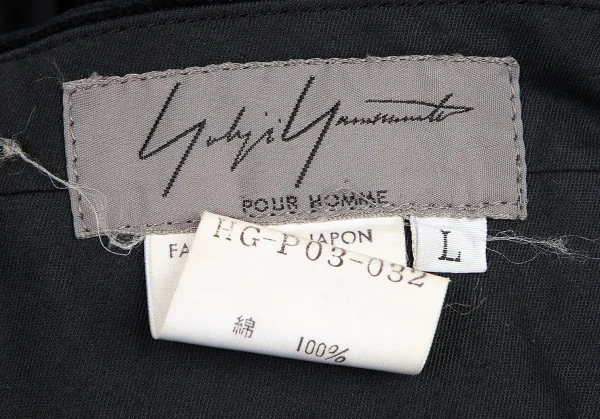 Yohji Yamamoto
POUR HOMME
FA JAPON
L
HG-P03-032
綿 100%